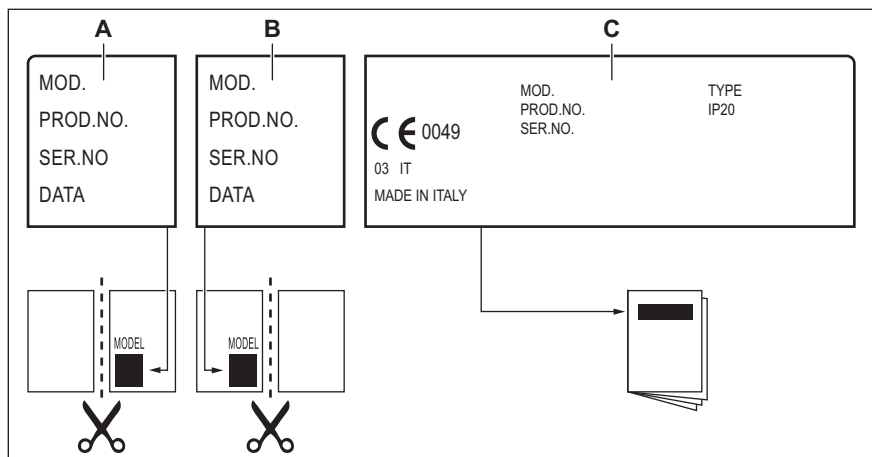 A
B
C
MOD.
PROD.NO.
SER.NO
DATA
MOD.
PROD.NO.
SER.NO
DATA
CE 0049
03 IT
MADE IN ITALY
MOD.
PROD.NO.
SER.NO.
TYPE
IP20
MODEL
MODEL